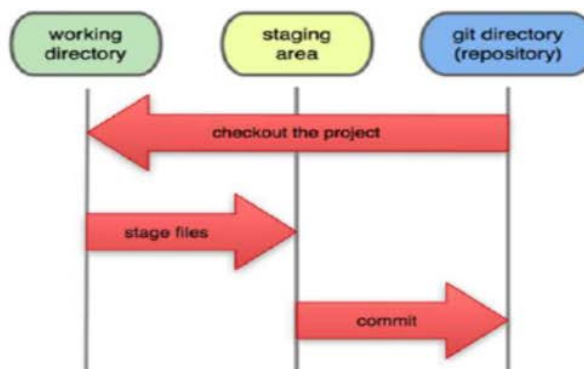 working
directory
staging
area
git directory
(repository)
checkout the project
stage files
commit